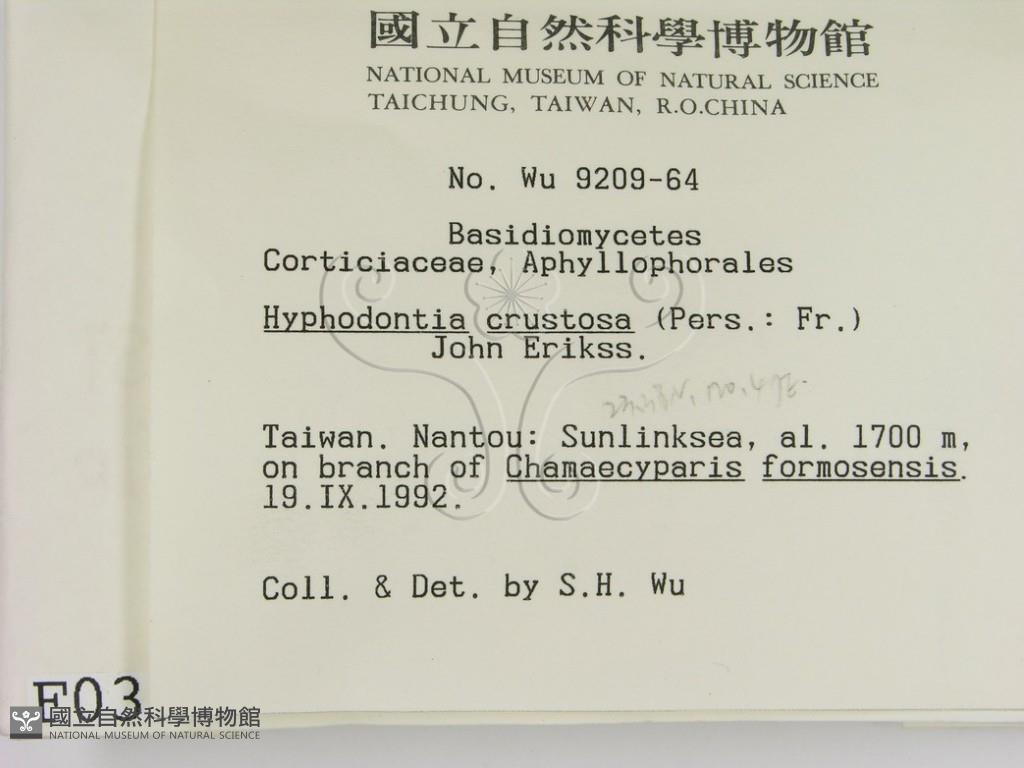 國立自然科學博物館
NATIONAL MUSEUM OF NATURAL SCIENCE
TAICHUNG, TAIWAN, R.O.CHINA
No. Wu 9209-64
Basidiomycetes
Corticiaceae, Aphyllophorales
Hyphodontia crustosa (Pers.: Fr.)
John Erikss.
Taiwan. Nantou: Sunlinksea, al. 1700 m,
on branch of Chamaecyparis formosensis.
19.IX.1992.
Coll. & Det. by S.H. Wu
F03
國立自然科學博物館
NATIONAL MUSEUM OF NATURAL SCIENCE